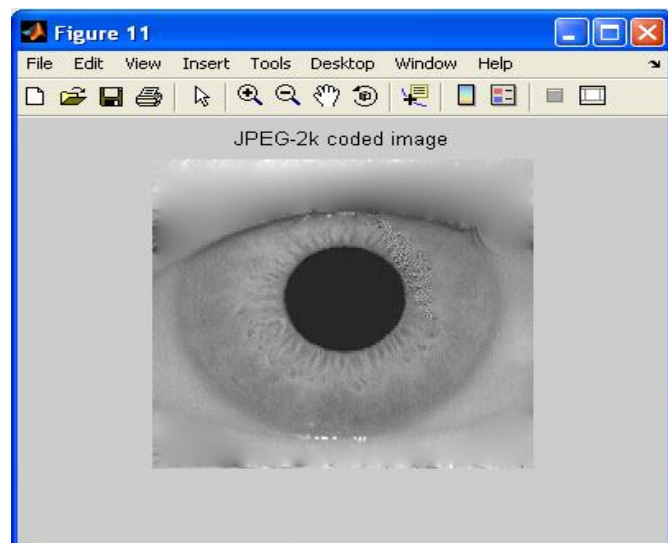 Figure 11
File Edit View Insert Tools Desktop Window Help
JPEG-2k coded image